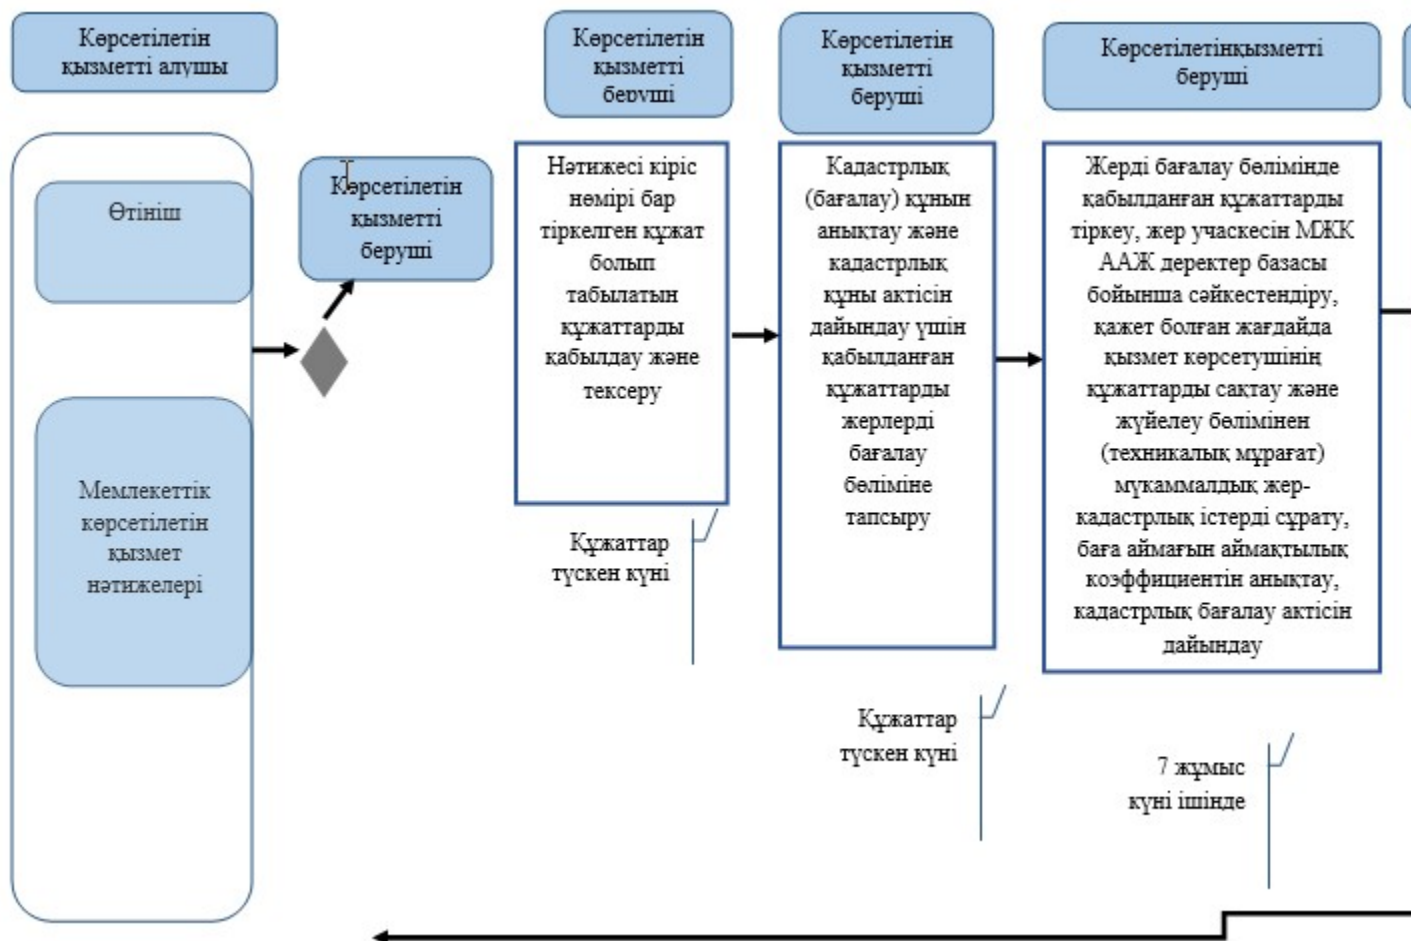 Көрсетілетін
қызметті алушы
Өтініш
Мемлекеттік
көрсетілетін
қызмет
нәтижелері
Көрсетілетін
қызметті
беруші
Көрсетілетін
қызметті
беруші
Нәтижесі кіріс
нөмірі бар
тіркелген құжат
болып
табылатын
құжаттарды
қабылдау және
тексеру
Құжаттар
түскен күні
Көрсетілетін
қызметті
беруші
Кадастрлық
(бағалау) құнын
анықтау және
кадастрлық
құны актісін
дайындау үшін
қабылданған
құжаттарды
жерлерді
бағалау
бөліміне
тапсыру
Құжаттар
түскен күні
Көрсетілетінқызметті
беруші
Жерді бағалау бөлімінде
қабылданған құжаттарды
тіркеу, жер учаскесін МЖК
ААЖ деректер базасы
бойынша сәйкестендіру,
қажет болған жағдайда
қызмет көрсетушінің
құжаттарды сақтау және
жүйелеу бөлімінен
(техникалық мұрағат)
мүкаммалдық жер-
кадастрлық істерді сұрату,
баға аймағын аймақтылық
коэффициентін анықтау,
кадастрлық бағалау актісін
дайындау
7 жұмыс
күні ішінде